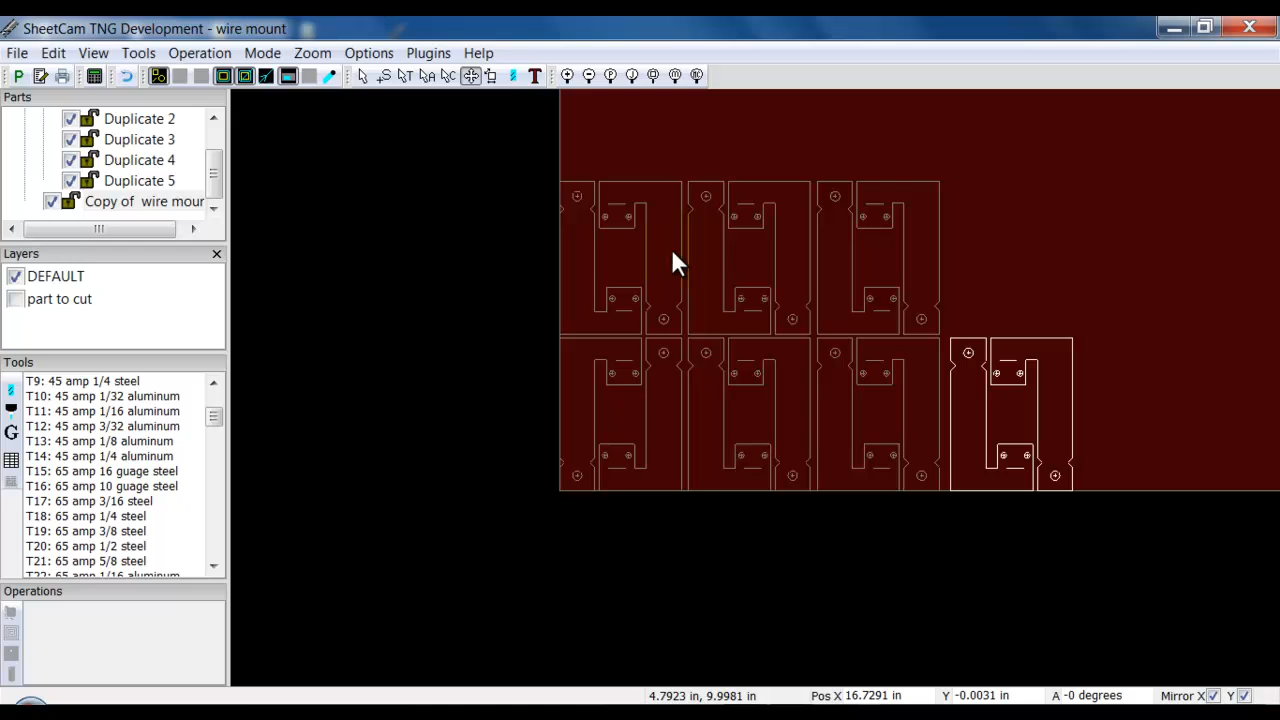 SheetCam TNG Development - wire mount
File Edit View Tools Operation Mode Zoom Options Plugins Help
Parts
Duplicate 2
Duplicate 3
Duplicate 4
Duplicate 5
Copy of wire mour
Layers
DEFAULT
part to cut
Tools
T9: 45 amp 1/4 steel
T10: 45 amp 1/32 aluminum
T11: 45 amp 1/16 aluminum
T12: 45 amp 3/32 aluminum
T13: 45 amp 1/8 aluminum
T14: 45 amp 1/4 aluminum
T15: 65 amp 16 guage steel
T16: 65 amp 10 guage steel
T17: 65 amp 3/16 steel
T18: 65 amp 1/4 steel
T19: 65 amp 3/8 steel
T20: 65 amp 1/2 steel
T21: 65 amp 5/8 steel
T22: 65 amp 1/16 aluminum
Operations
4.7923 in, 9.9981 in Pos X 16.7291 in Y -0.0031 in A -0 degrees Mirror X Y